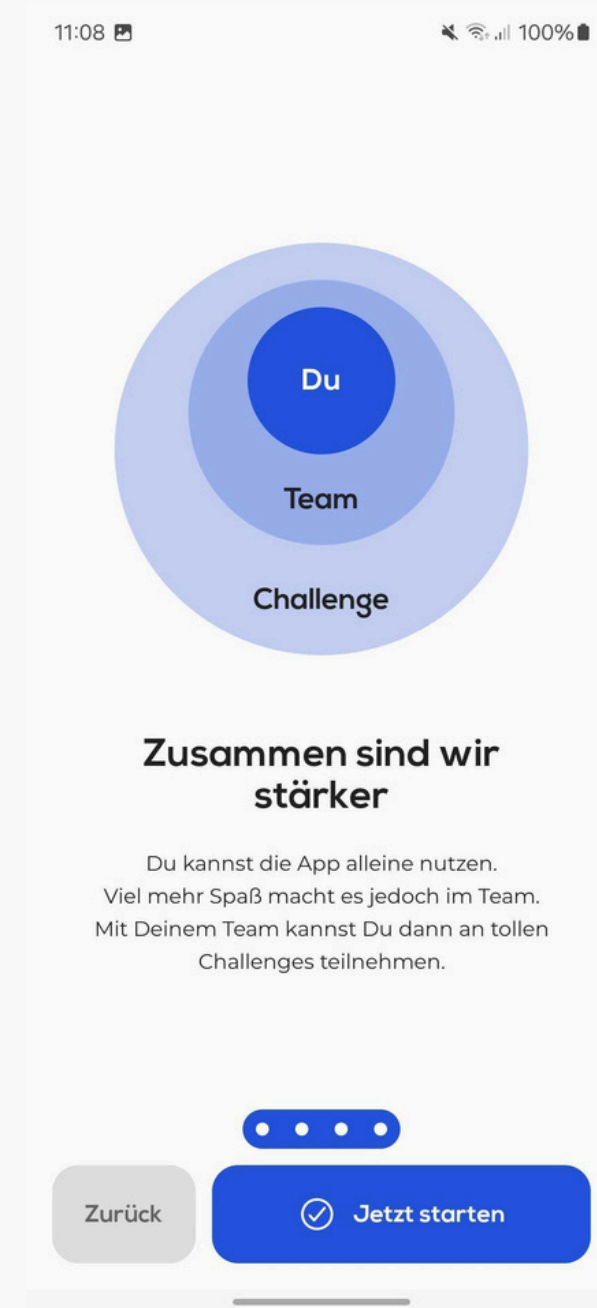 11:08 100%
Du
Team
Challenge
Zusammen sind wir
stärker
Du kannst die App alleine nutzen.
Viel mehr Spaß macht es jedoch im Team.
Mit Deinem Team kannst Du dann an tollen
Challenges teilnehmen.
Zurück Jetzt starten